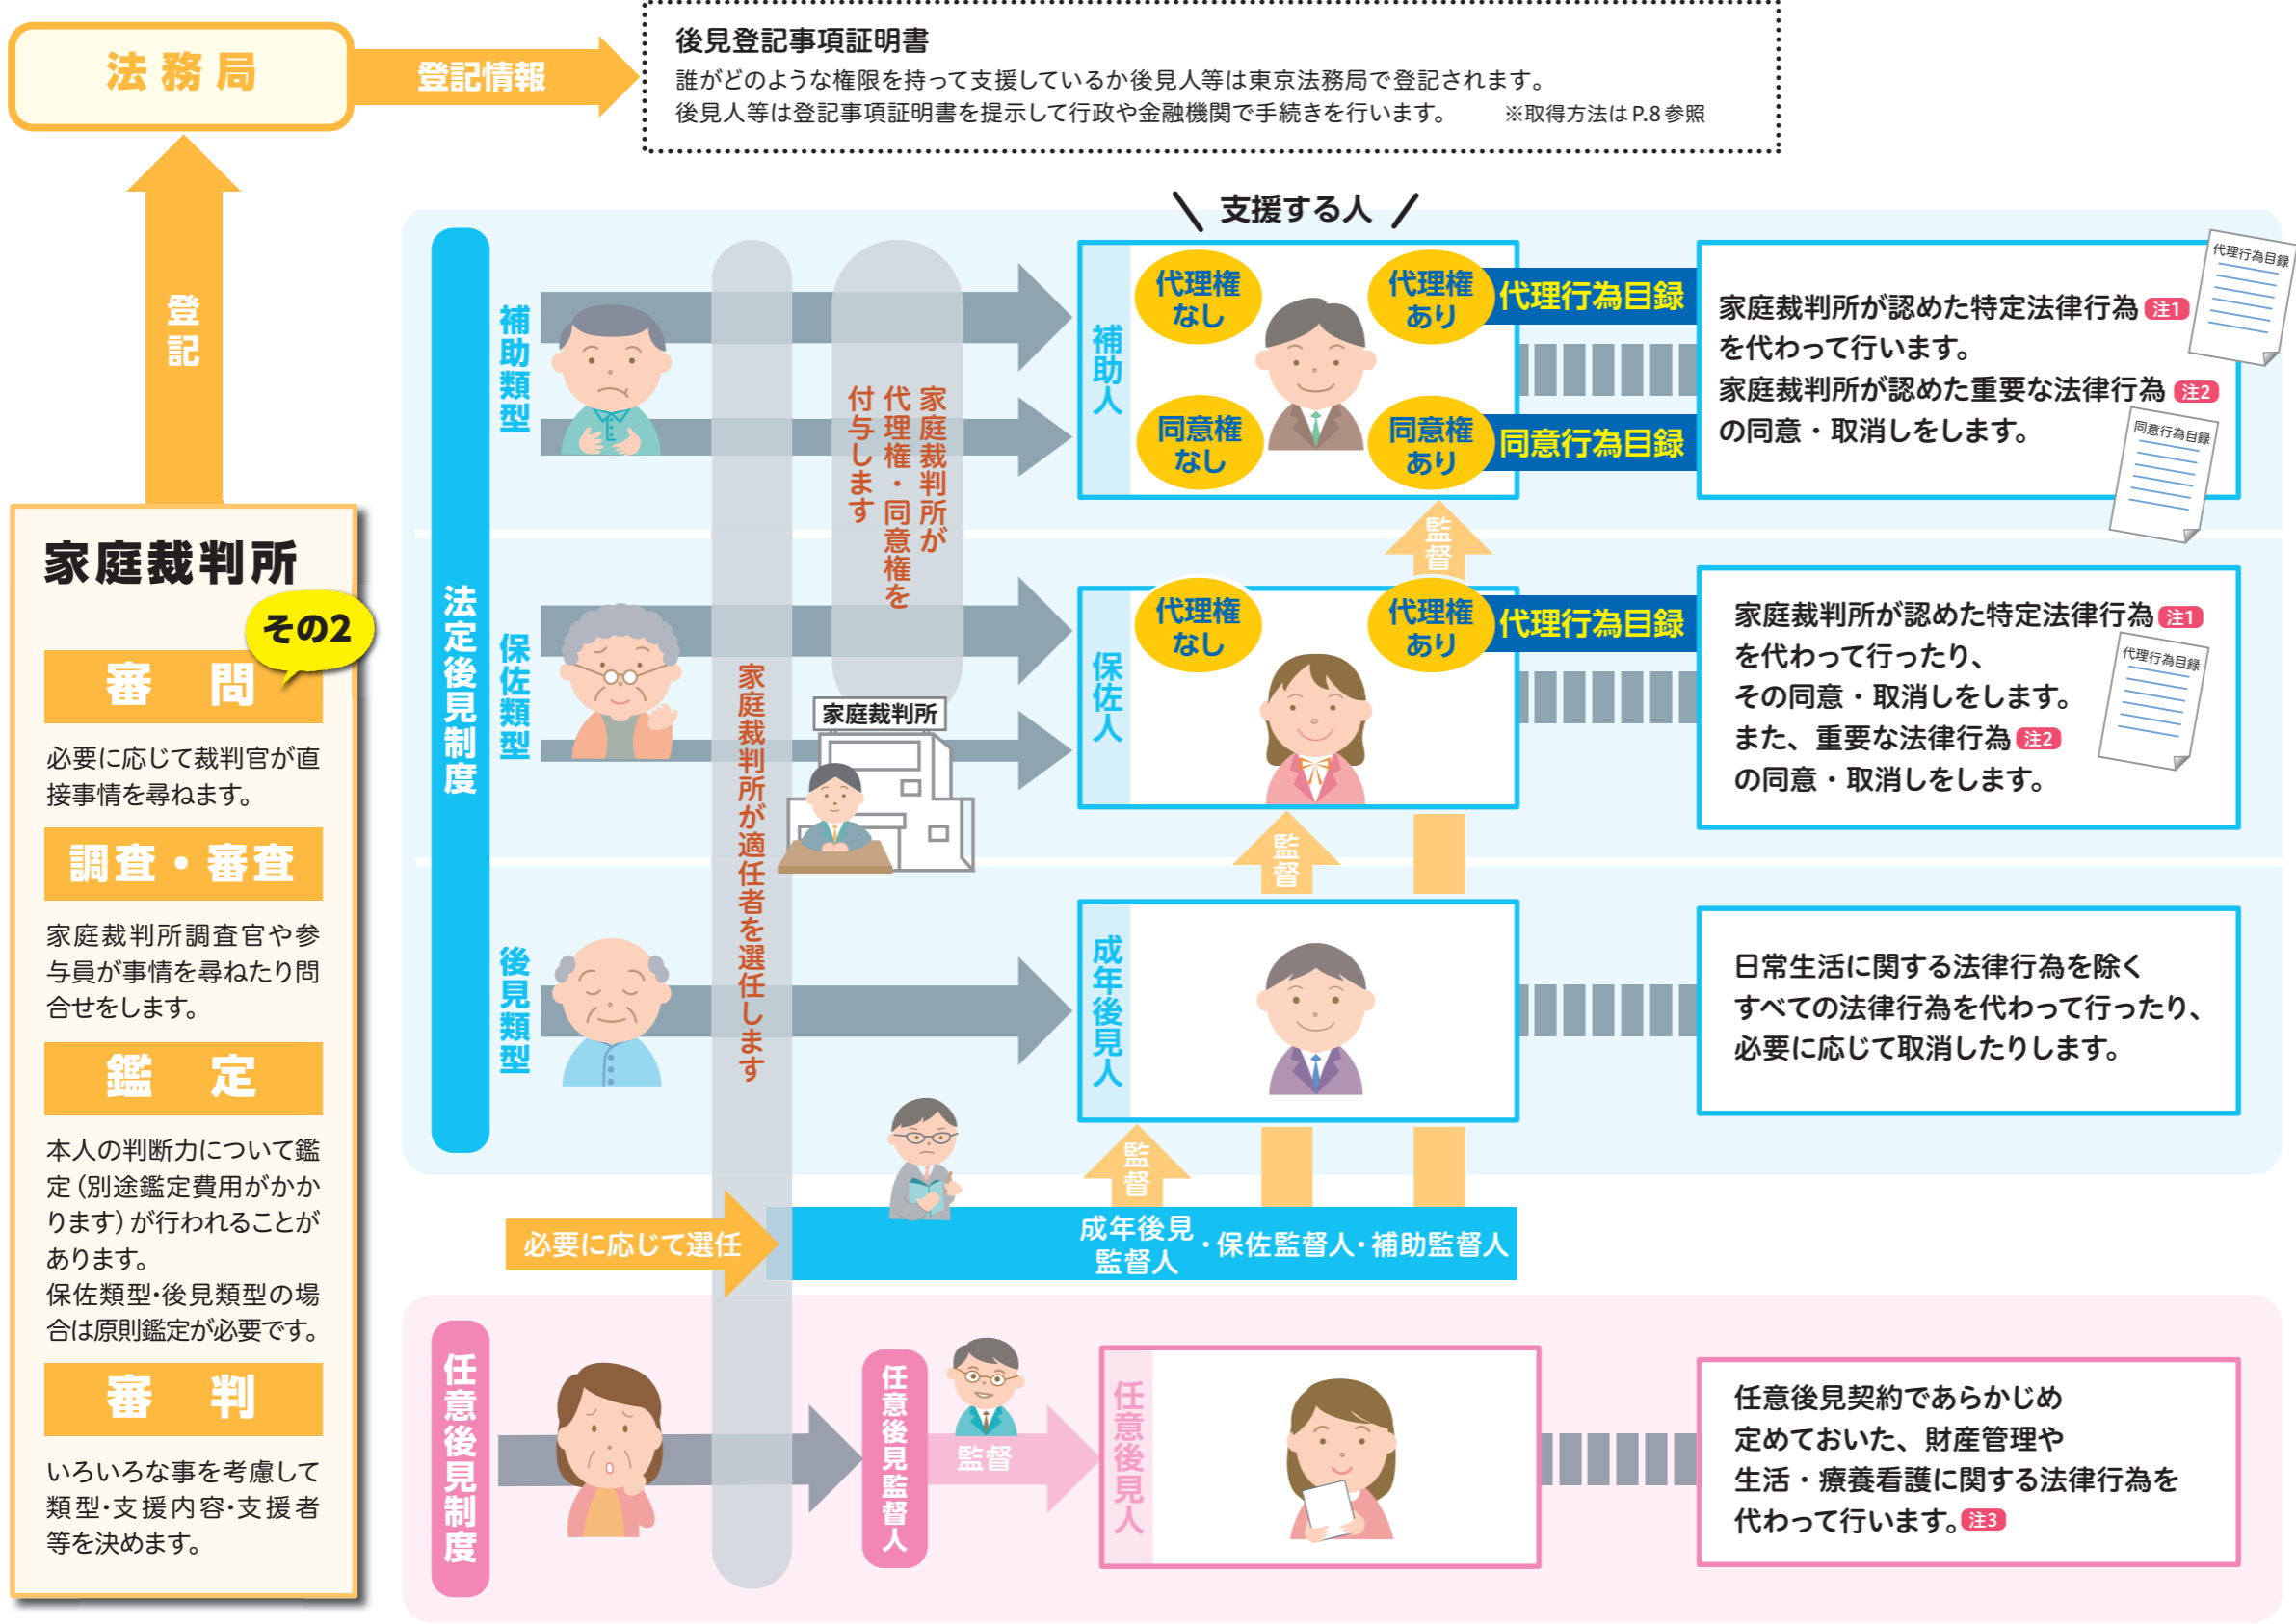 法務局
登記情報
後見登記事項証明書
誰がどのような権限を持って支援しているか後見人等は東京法務局で登記されます。
後見人等は登記事項証明書を提示して行政や金融機関で手続きを行います。 ※取得方法はP.8参照
登記
家庭裁判所
その2
審問
必要に応じて裁判官が直
接事情を尋ねます。
調査・審査
家庭裁判所調査官や参
与員が事情を尋ねたり問
合せをします。
鑑定
本人の判断力について鑑
定(別途鑑定費用がかか
ります)が行われることが
あります。
保佐類型・後見類型の場
合は原則鑑定が必要です。
審判
いろいろな事を考慮して
類型・支援内容・支援者
等を決めます。
支援する人
法定後見制度
補助類型
家庭裁判所が
代理権・同意権を
付与します
補助人
代理権
なし
代理権
あり
代理行為目録
同意権
なし
同意権
あり
同意行為目録
家庭裁判所が認めた特定法律行為 注1
を代わって行います。
家庭裁判所が認めた重要な法律行為 注2
の同意・取消しをします。
代理行為目録
同意行為目録
監督
保佐類型
家庭裁判所が適任者を選任します
家庭裁判所
保佐人
代理権
なし
代理権
あり
代理行為目録
家庭裁判所が認めた特定法律行為 注1
を代わって行ったり、
その同意・取消しをします。
また、重要な法律行為 注2
の同意・取消しをします。
代理行為目録
監督
後見類型
成年後見人
日常生活に関する法律行為を除く
すべての法律行為を代わって行ったり、
必要に応じて取消したりします。
監督
必要に応じて選任
成年後見
監督人
・保佐監督人・補助監督人
任意後見制度
任意後見監督人
監督
任意後見人
任意後見契約であらかじめ
定めておいた、財産管理や
生活・療養看護に関する法律行為を
代わって行います。 注3